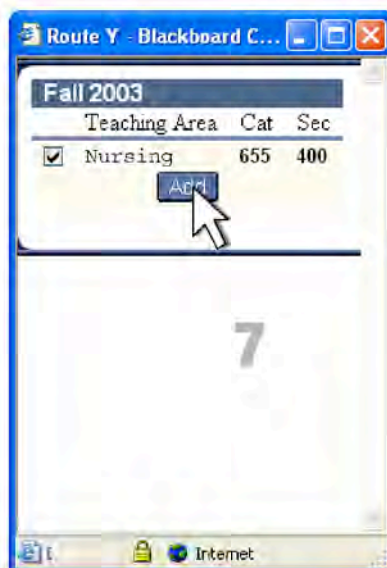 Route Y - Blackboard C...
Fall 2003
Teaching Area Cat Sec
Nursing 655 400
Add
7
Internet